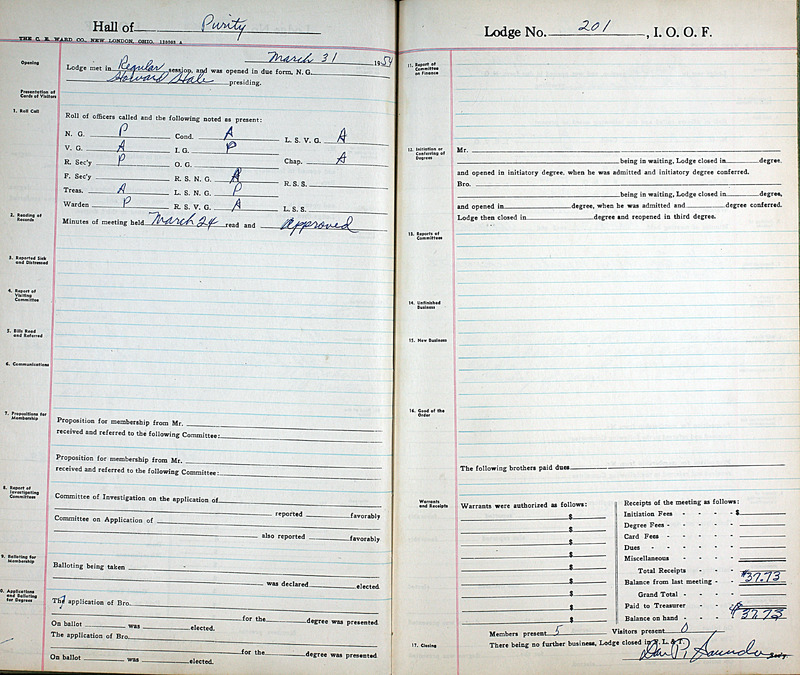 Hall of Purity
THE C. E. WARD CO., NEW LONDON, OHIO, 119993 A
March 31 1954
Opening
Lodge met in Regular session, and was opened in due form, N. G.
Howard Hale presiding.
Presentation of Cards of Visitors
1. Roll Call
Roll of officers called and the following noted as present:
N. G. P Cond. A L. S. V. G. A
V. G. A I. G. P
R. Sec'y P O. G. Chap. A
F. Sec'y R. S. N. G. A R. S. S.
Treas. A L. S. N. G. P
Warden P R. S. V. G. A L. S. S.
2. Reading of Records
Minutes of meeting held March 24 read and Approved
3. Reported Sick and Distressed
4. Report of Visiting Committee
5. Bills Read and Referred
6. Communications
7. Propositions for Membership
Proposition for membership from Mr.
received and referred to the following Committee:
Proposition for membership from Mr.
received and referred to the following Committee:
8. Report of Investigating Committees
Committee of Investigation on the application of
reported favorably
Committee on Application of
also reported favorably
9. Balloting for Membership
Balloting being taken
was declared elected.
0. Applications and Balloting for Degrees
The application of Bro.
for the degree was presented
On ballot was elected.
The application of Bro.
for the degree was presented
On ballot was elected.
Lodge No. 201, I. O. O. F.
11. Report of Committee on Finance
12. Initiation or Conferring of Degrees
Mr.
being in waiting, Lodge closed in degree.
and opened in initiatory degree. when he was admitted and initiatory degree conferred.
Bro.
being in waiting, Lodge closed in degree,
and opened in degree, when he was admitted and degree conferred.
Lodge then closed in degree and reopened in third degree.
13. Reports of Committees
14. Unfinished Business
15. New Business
16. Good of the Order
The following brothers paid dues
Warrants and Receipts
Warrants were authorized as follows:
$
$
$
$
$
$
$
$
$
Receipts of the meeting as follows:
Initiation Fees - - - - $
Degree Fees - - - -
Card Fees - - - -
Dues - - - - -
Miscellaneous - - - -
Total Receipts - -
Balance from last meeting - $37.73
Grand Total - -
Paid to Treasurer - - -
Balance on hand - - - $37.73
Members present 5 Visitors present 0
17. Closing
There being no further business, Lodge closed in